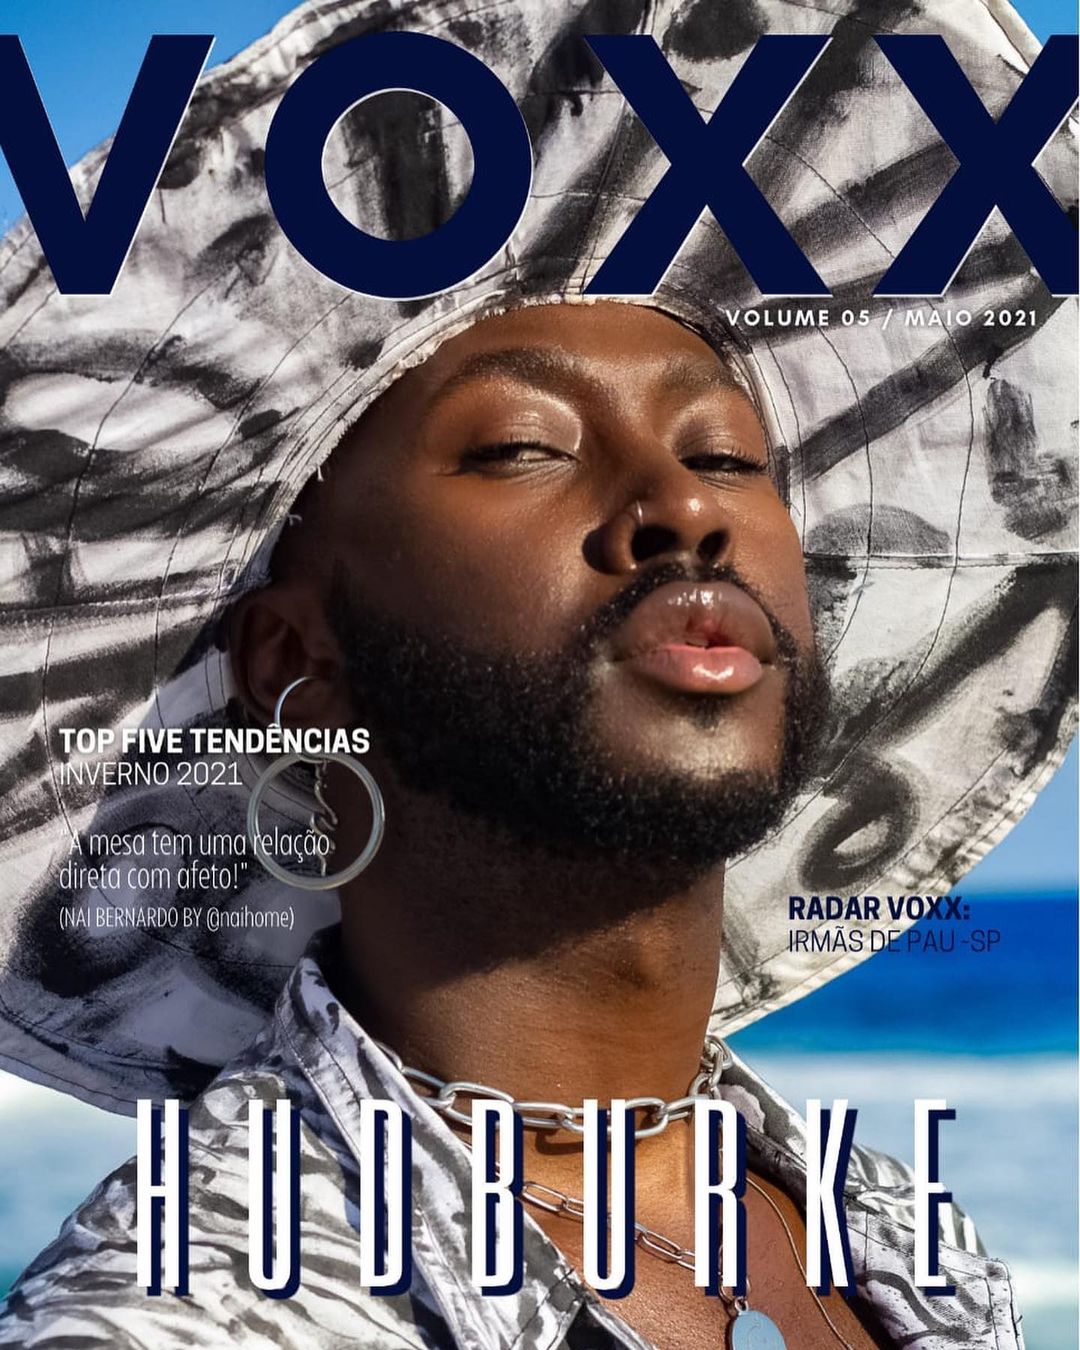 VOXX
VOLUME 05 / MAIO 2021
TOP FIVE TENDÊNCIAS
INVERNO 2021
"A mesa tem uma relação
direta com afeto!"
(NAI BERNARDO BY @naihome)
RADAR VOXX:
IRMÃS DE PAU -SP
HUDBURKE